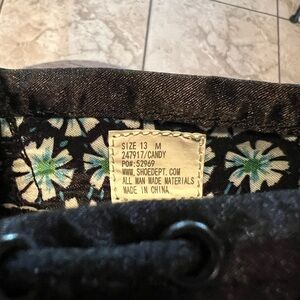 SIZE 13 M
247917/CANDY
PO#:52969
WWW.SHOEDEPT.COM
ALL MAN MADE MATERIALS
MADE IN CHINA